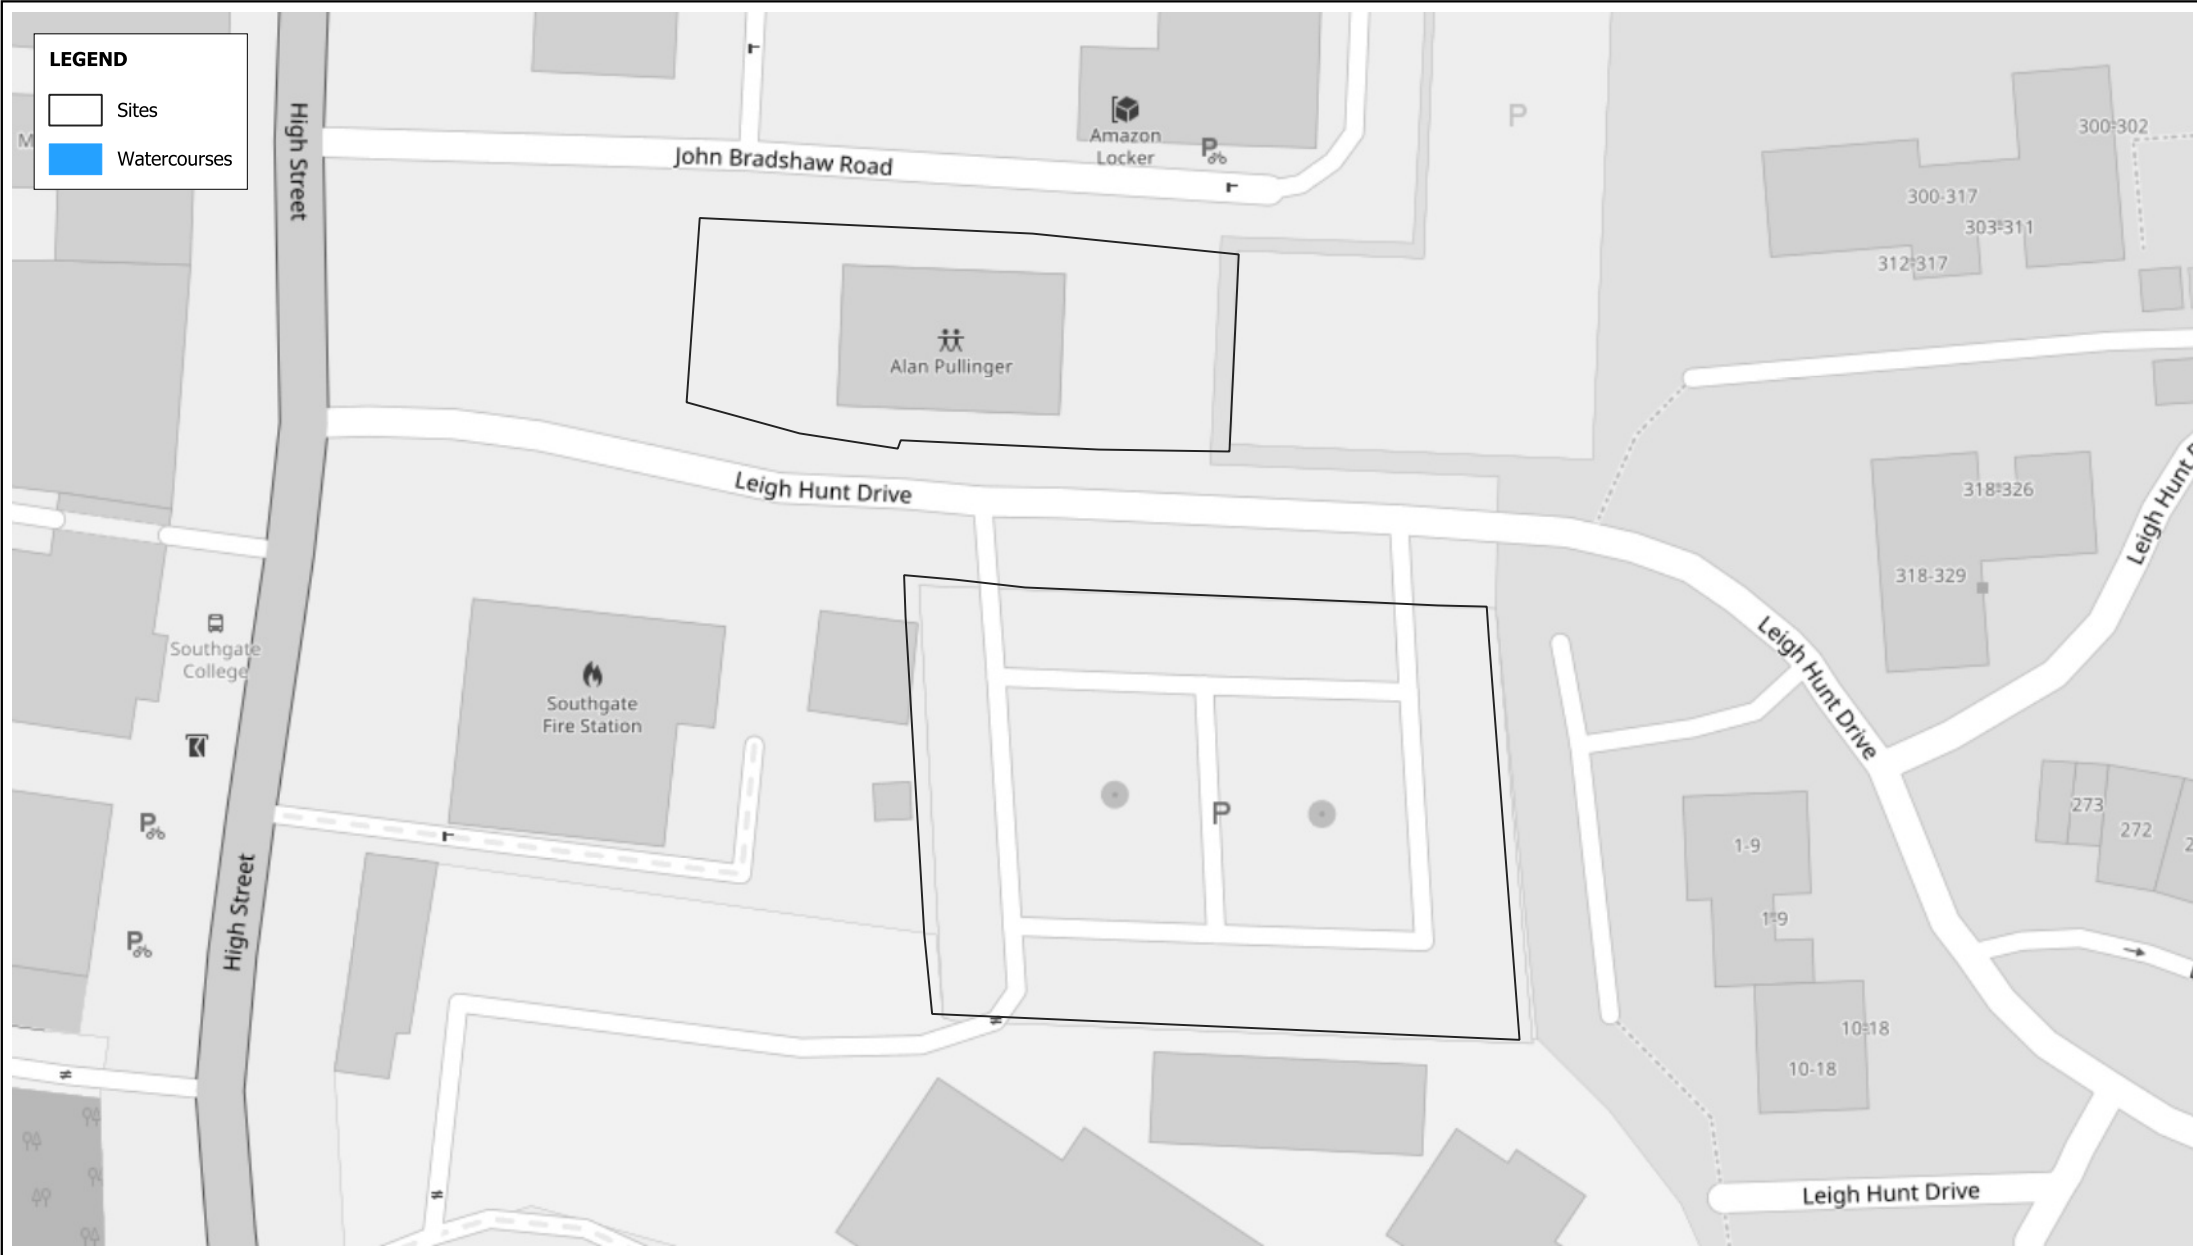 LEGEND
Sites
Watercourses
M
High Street
Amazon
Locker
P
P
John Bradshaw Road
300-302
300-317
303-311
312-317
Alan Pullinger
Leigh Hunt Drive
318-326
318-329
Leigh Hunt
Southgate
College
Southgate
Fire Station
Leigh Hunt Drive
P
P
273
272
2
1-9
1-9
High Street
P
10-18
10-18
Leigh Hunt Drive